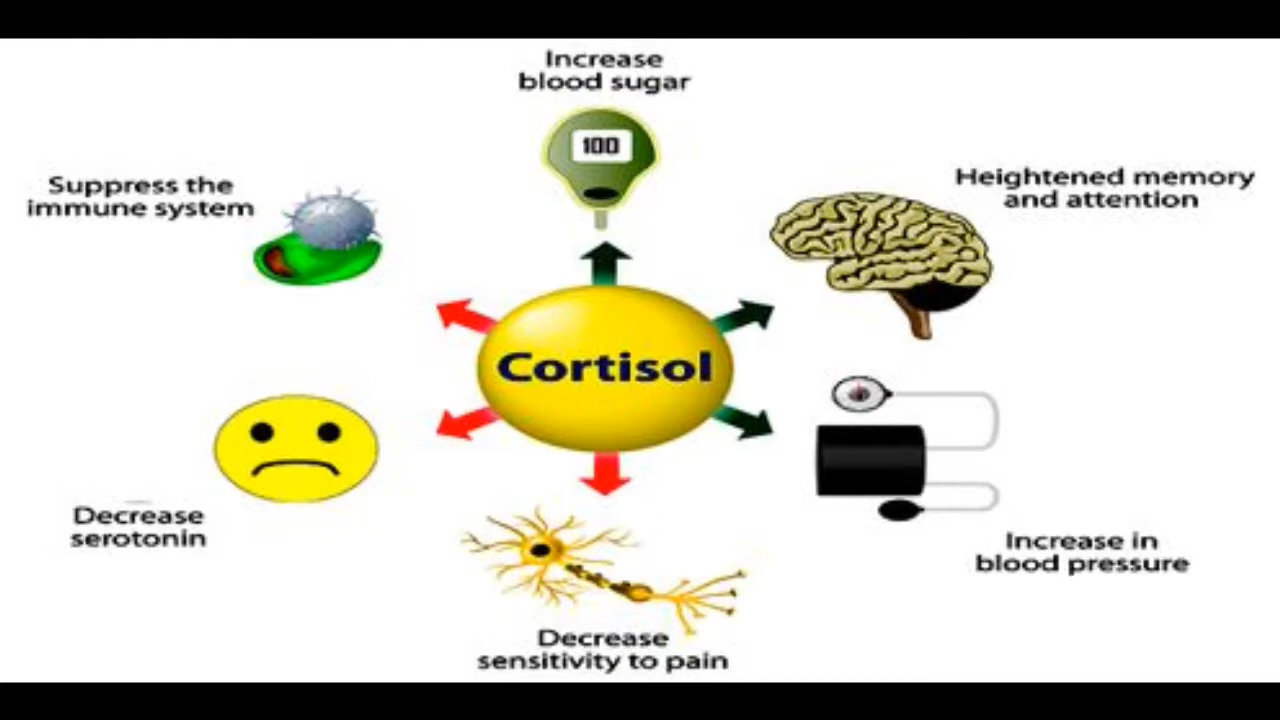 Increase
blood sugar
100
Suppress the
immune system
Heightened memory
and attention
Cortisol
Decrease
serotonin
Increase in
blood pressure
Decrease
sensitivity to pain